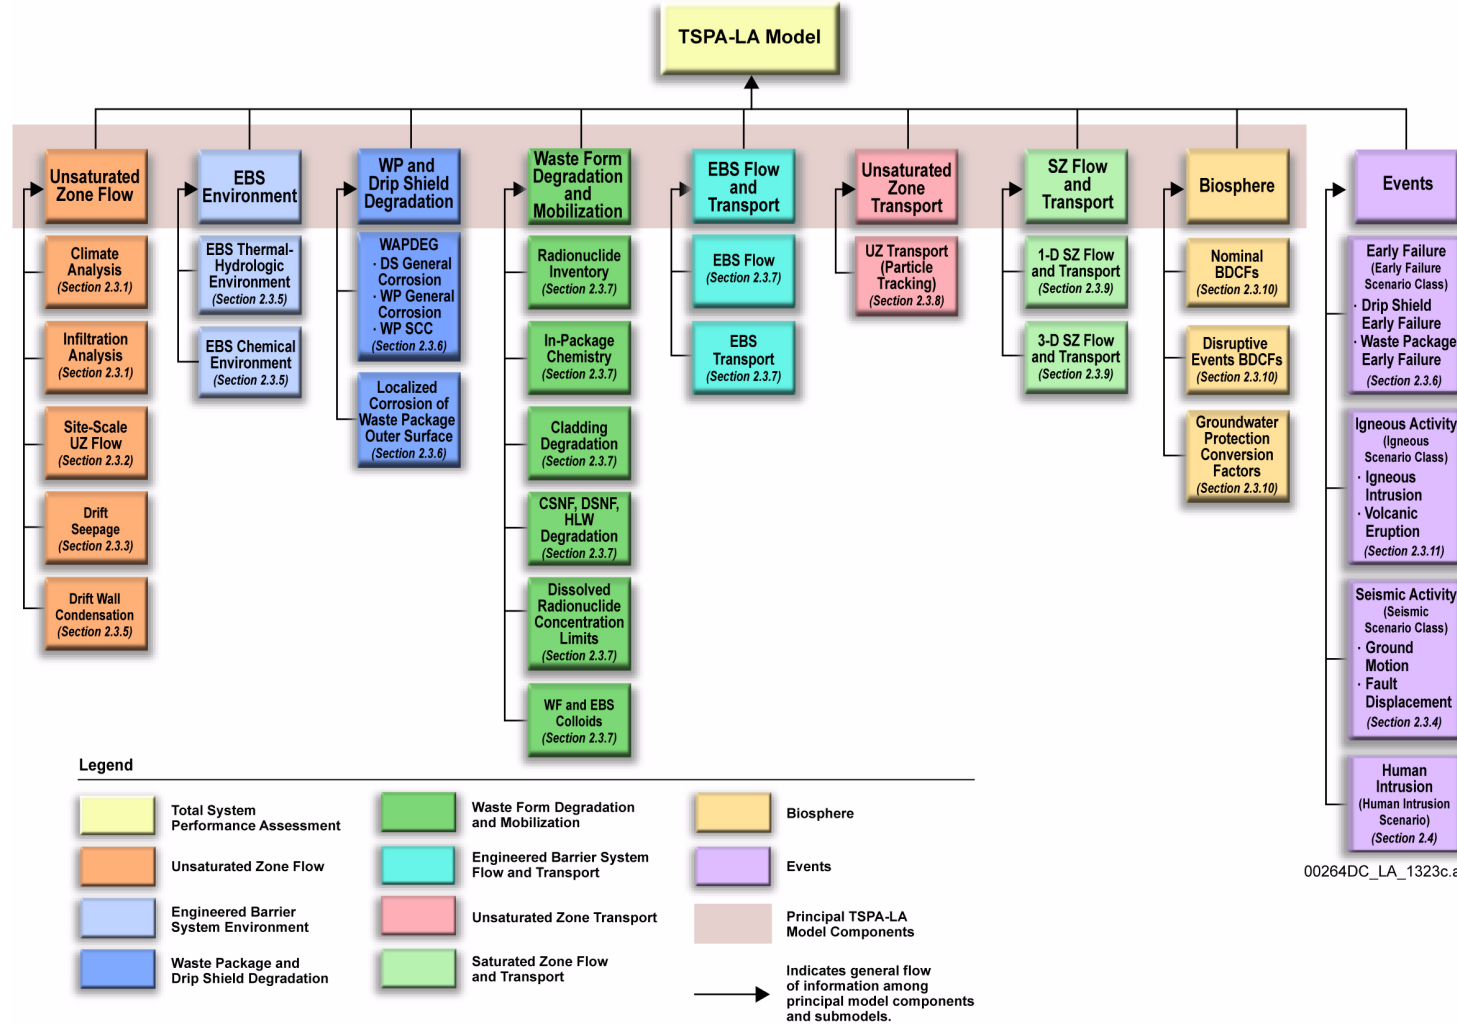 TSPA-LA Model
Unsaturated
Zone Flow
Climate
Analysis
(Section 2.3.1)
Infiltration
Analysis
(Section 2.3.1)
Site-Scale
UZ Flow
(Section 2.3.2)
Drift
Seepage
(Section 2.3.3)
Drift Wall
Condensation
(Section 2.3.5)
EBS
Environment
EBS Thermal-
Hydrologic
Environment
(Section 2.3.5)
EBS Chemical
Environment
(Section 2.3.5)
WP and
Drip Shield
Degradation
WAPDEG
· DS General
Corrosion
· WP General
Corrosion
· WP SCC
(Section 2.3.6)
Localized
Corrosion of
Waste Package
Outer Surface
(Section 2.3.6)
Waste Form
Degradation
and
Mobilization
Radionuclide
Inventory
(Section 2.3.7)
In-Package
Chemistry
(Section 2.3.7)
Cladding
Degradation
(Section 2.3.7)
CSNF, DSNF,
HLW
Degradation
(Section 2.3.7)
Dissolved
Radionuclide
Concentration
Limits
(Section 2.3.7)
WF and EBS
Colloids
(Section 2.3.7)
EBS Flow
and
Transport
EBS Flow
(Section 2.3.7)
EBS
Transport
(Section 2.3.7)
Unsaturated
Zone
Transport
UZ Transport
(Particle
Tracking)
(Section 2.3.8)
SZ Flow
and
Transport
1-D SZ Flow
and Transport
(Section 2.3.9)
3-D SZ Flow
and Transport
(Section 2.3.9)
Biosphere
Nominal
BDCFs
(Section 2.3.10)
Disruptive
Events BDCFs
(Section 2.3.10)
Groundwater
Protection
Conversion
Factors
(Section 2.3.10)
Events
Early Failure
(Early Failure
Scenario Class)
· Drip Shield
Early Failure
· Waste Package
Early Failure
(Section 2.3.6)
Igneous Activity
(Igneous
Scenario Class)
· Igneous
Intrusion
· Volcanic
Eruption
(Section 2.3.11)
Seismic Activity
(Seismic
Scenario Class)
· Ground
Motion
· Fault
Displacement
(Section 2.3.4)
Human
Intrusion
(Human Intrusion
Scenario)
(Section 2.4)
00264DC_LA_1323c.a
Legend
Total System
Performance Assessment
Unsaturated Zone Flow
Engineered Barrier
System Environment
Waste Package and
Drip Shield Degradation
Waste Form Degradation
and Mobilization
Engineered Barrier System
Flow and Transport
Unsaturated Zone Transport
Saturated Zone Flow
and Transport
Biosphere
Events
Principal TSPA-LA
Model Components
Indicates general flow
of information among
principal model components
and submodels.